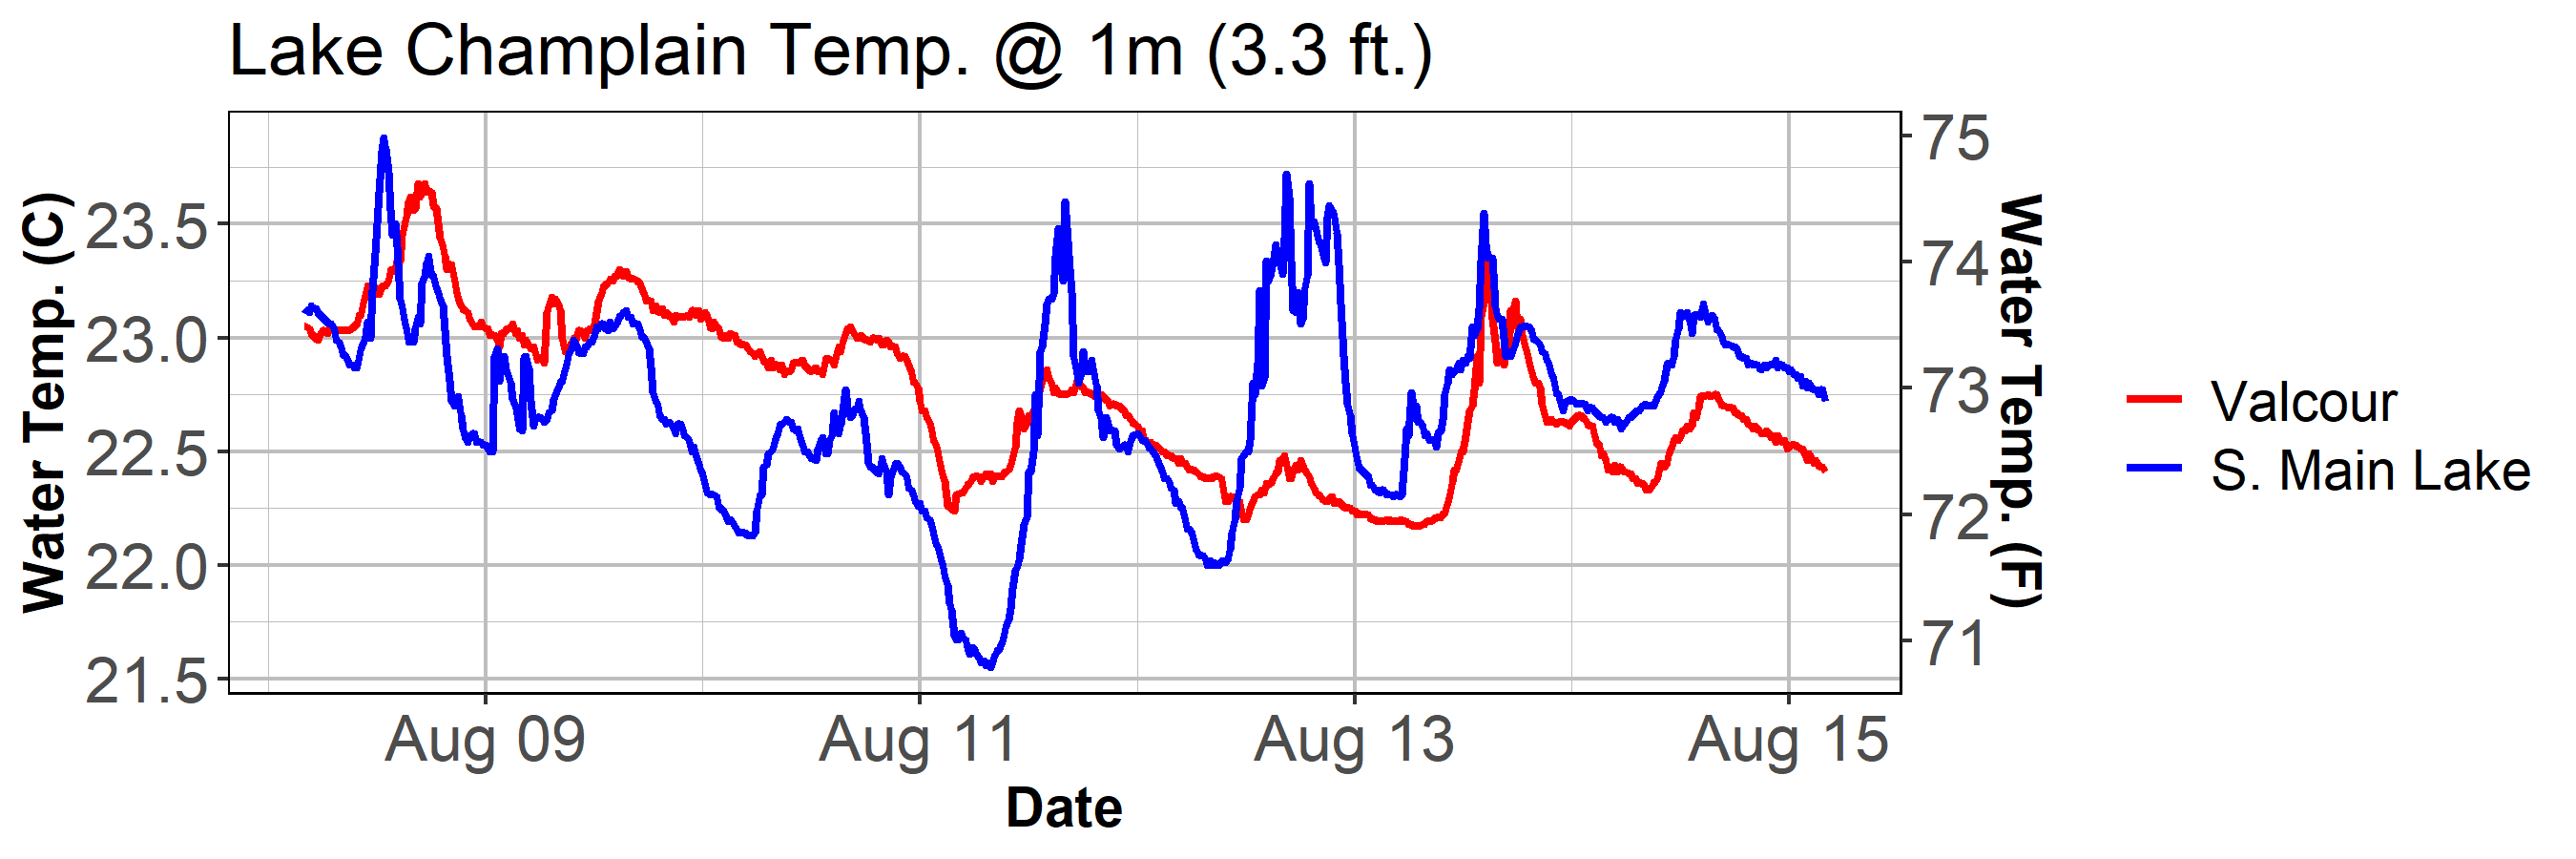 Lake Champlain Temp. @ 1m (3.3 ft.)
Water Temp. (C)
23.5
23.0
22.5
22.0
21.5
75
74
73
72
71
Water Temp. (F)
Aug 09
Aug 11
Aug 13
Aug 15
Date
Valcour
S. Main Lake